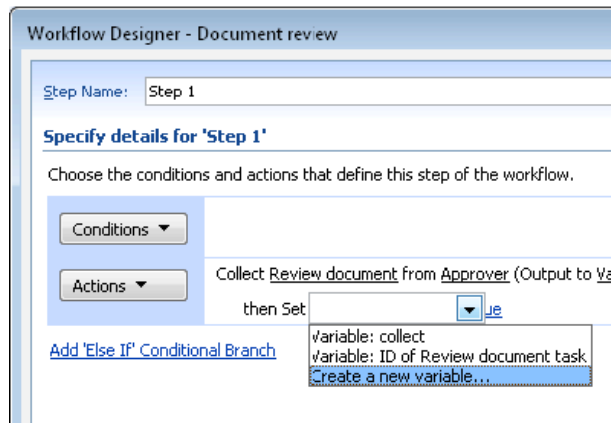 Workflow Designer - Document review
Step Name: Step 1
Specify details for 'Step 1'
Choose the conditions and actions that define this step of the workflow.
Conditions
Actions
Collect Review document from Approver (Output to Va
then Set ue
Variable: collect
Variable: ID of Review document task
Create a new variable...
Add 'Else If' Conditional Branch